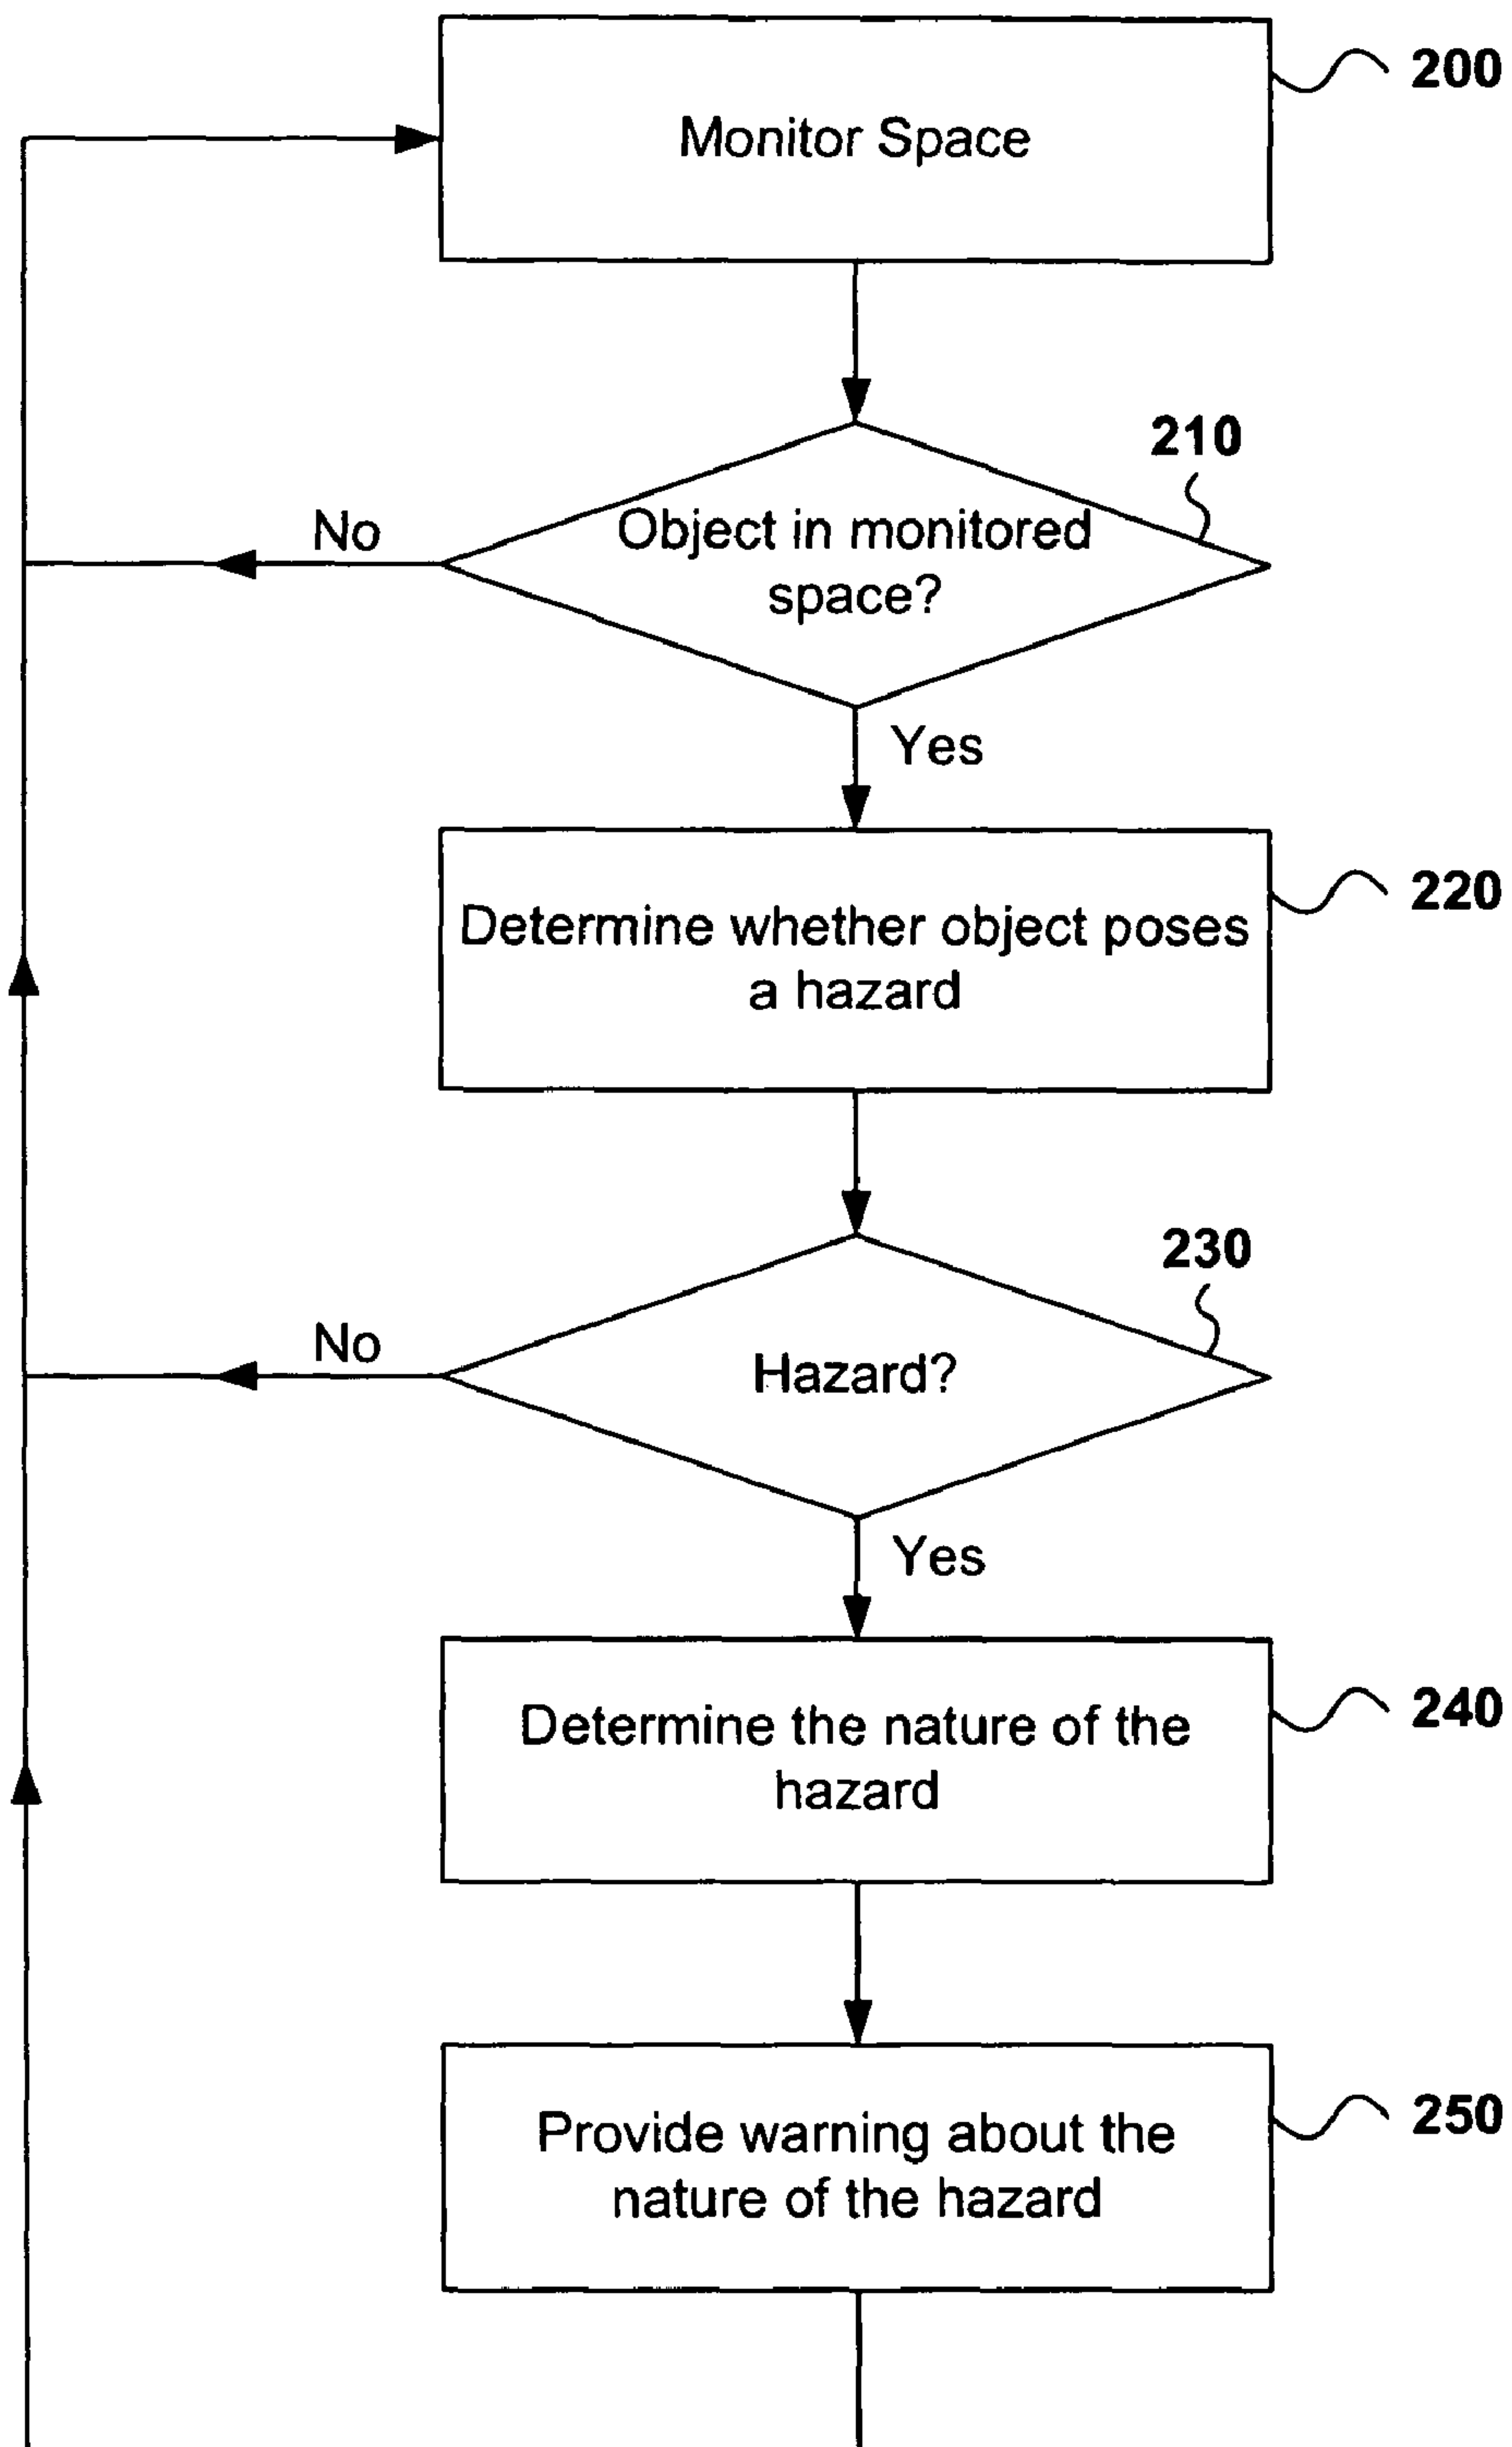 200
Monitor Space
210
No
Object in monitored
space?
Yes
220
Determine whether object poses
a hazard
230
No
Hazard?
Yes
240
Determine the nature of the
hazard
250
Provide warning about the
nature of the hazard